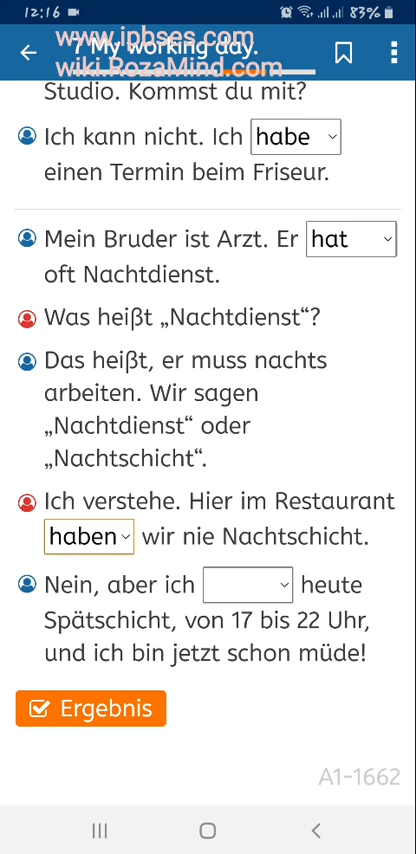 12:16 83%
www.ipbses.com
7 My working day.
wiki.RozaMind.com
Studio. Kommst du mit?
Ich kann nicht. Ich habe
einen Termin beim Friseur.
Mein Bruder ist Arzt. Er hat
oft Nachtdienst.
Was heißt „Nachtdienst“?
Das heißt, er muss nachts
arbeiten. Wir sagen
„Nachtdienst“ oder
„Nachtschicht“.
Ich verstehe. Hier im Restaurant
haben wir nie Nachtschicht.
Nein, aber ich heute
Spätschicht, von 17 bis 22 Uhr,
und ich bin jetzt schon müde!
Ergebnis
A1-1662